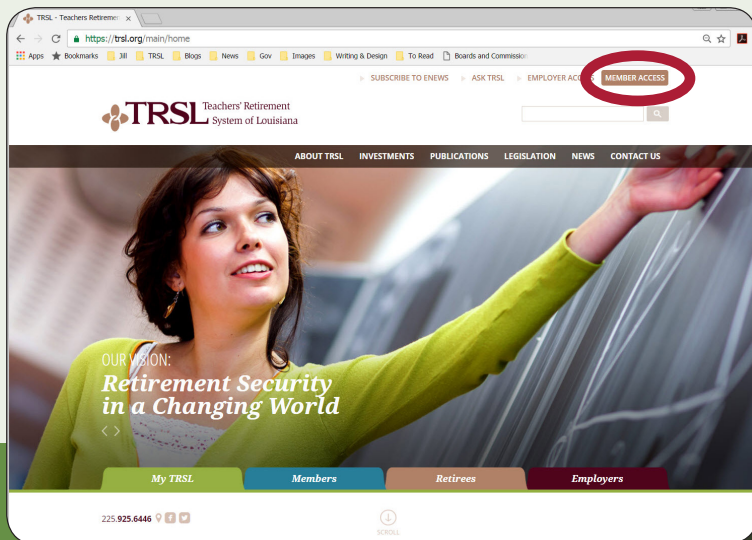 TRSL - Teachers Retireme
https://trsl.org/main/home
Apps Bookmarks Jill TRSL Blogs News Gov Images Writing & Design To Read Boards and Commission
SUBSCRIBE TO ENEWS ASK TRSL EMPLOYER ACC S MEMBER ACCESS
TRSL Teachers' Retirement
System of Louisiana
ABOUT TRSL INVESTMENTS PUBLICATIONS LEGISLATION NEWS CONTACT US
OUR VISION:
Retirement Security
in a Changing World
My TRSL Members Retirees Employers
225.925.6446
SCROLL